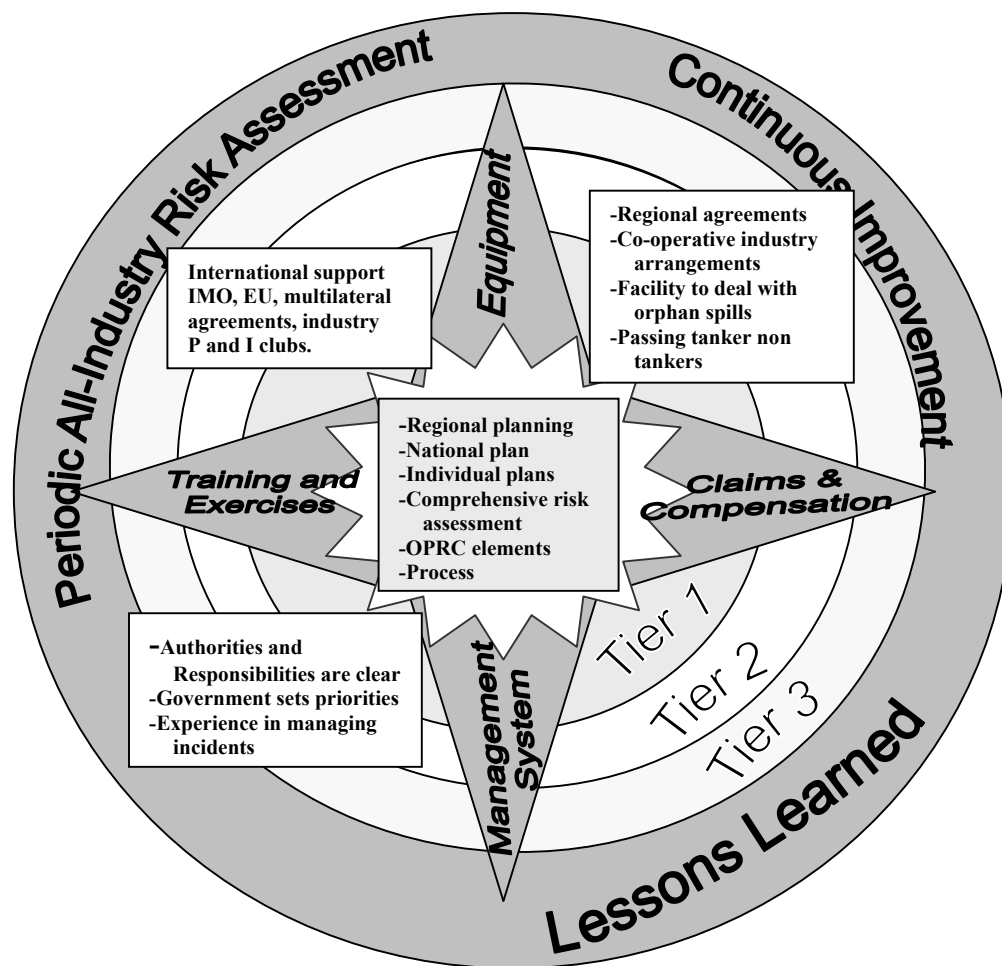 Periodic All-Industry Risk Assessment
Continuous Improvement
Equipment
-Regional agreements
-Co-operative industry
arrangements
-Facility to deal with
orphan spills
-Passing tanker non
tankers
International support
IMO, EU, multilateral
agreements, industry
P and I clubs.
-Regional planning
-National plan
-Individual plans
-Comprehensive risk
assessment
-OPRC elements
-Process
Training and
Exercises
Claims &
Compensation
-Authorities and
Responsibilities are clear
-Government sets priorities
-Experience in managing
incidents
Management
System
Tier 1
Tier 2
Tier 3
Lessons Learned